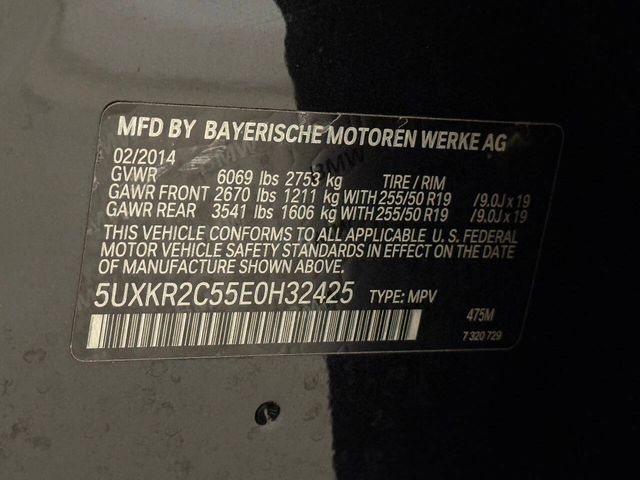 MFD BY BAYERISCHE MOTOREN WERKE AG
02/2014
GVWR 6069 lbs 2753 kg TIRE / RIM
GAWR FRONT 2670 lbs 1211 kg WITH 255/50 R19 /9.0J x 19
GAWR REAR 3541 lbs 1606 kg WITH 255/50 R19 /9.0J x 19
THIS VEHICLE CONFORMS TO ALL APPLICABLE U. S. FEDERAL
MOTOR VEHICLE SAFETY STANDARDS IN EFFECT ON THE DATE
OF MANUFACTURE SHOWN ABOVE.
5UXKR2C55E0H32425 TYPE: MPV
475M
7 320 729